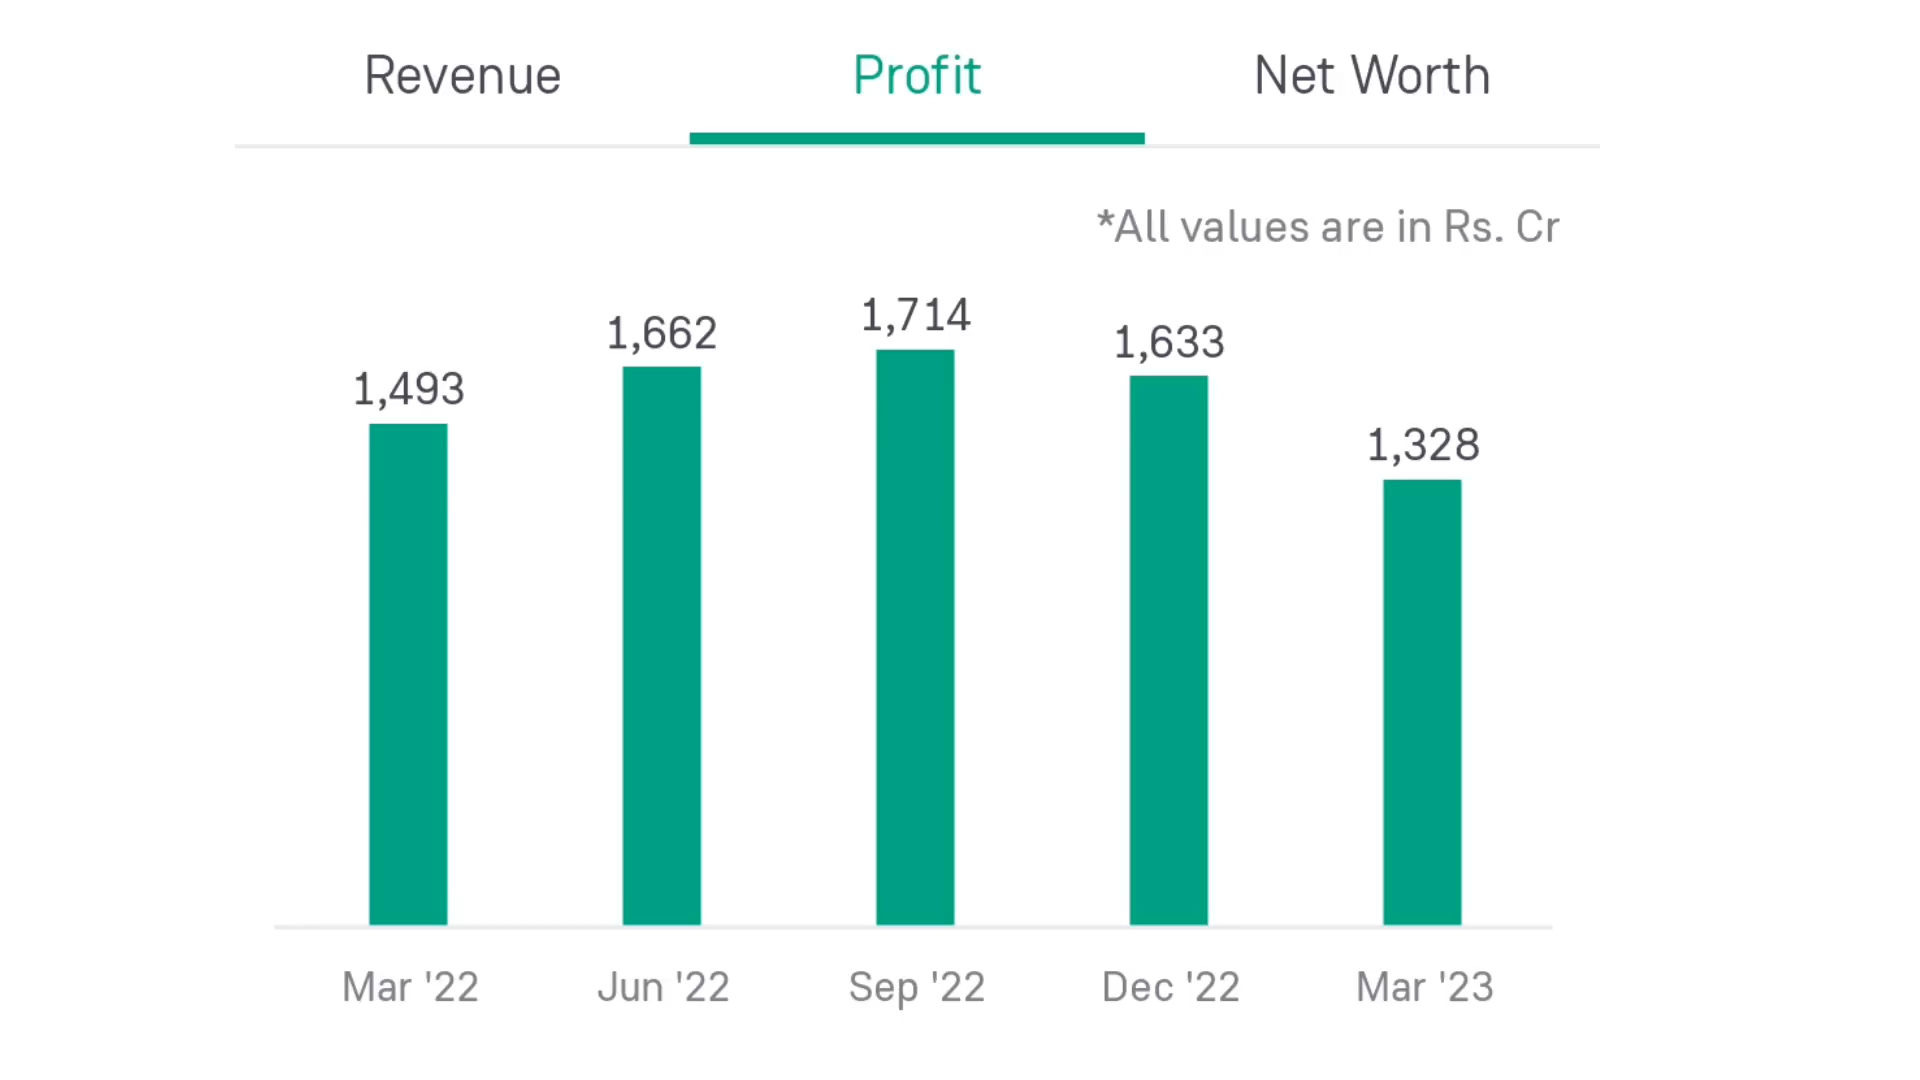 Revenue Profit Net Worth
*All values are in Rs. Cr
1,493 1,662 1,714 1,633 1,328
Mar '22 Jun '22 Sep '22 Dec '22 Mar '23